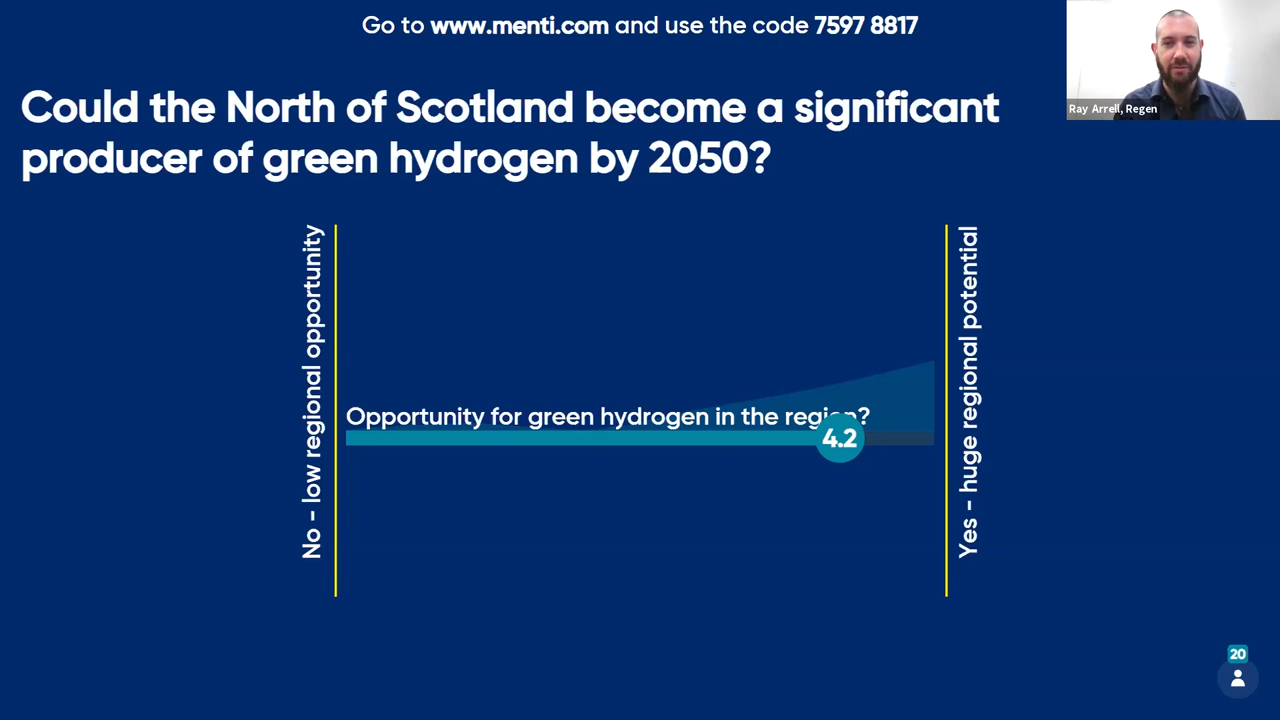 Go to www.menti.com and use the code 7597 8817
Ray Arrell, Regen
Could the North of Scotland become a significant
producer of green hydrogen by 2050?
No - low regional opportunity
Opportunity for green hydrogen in the region?
4.2
Yes - huge regional potential
20